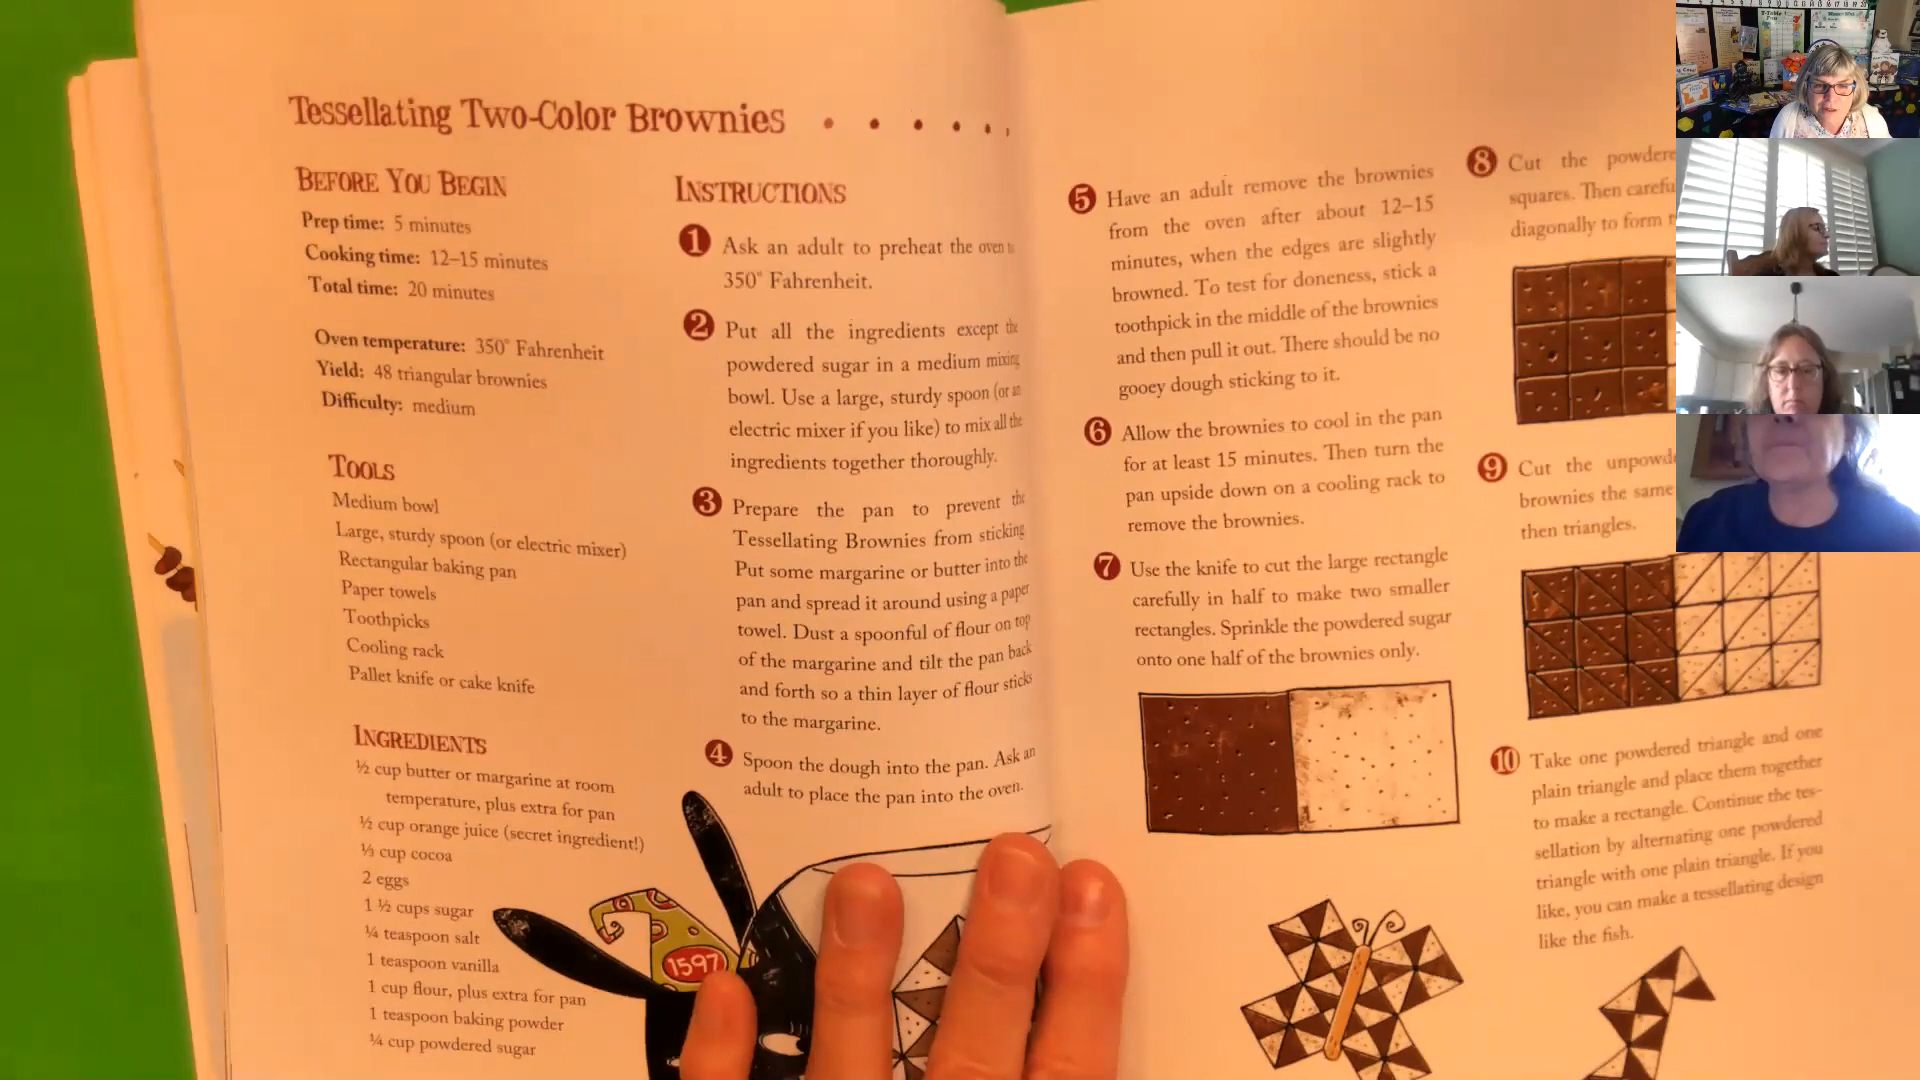 Tessellating Two-Color Brownies
BEFORE YOU BEGIN
Prep time: 5 minutes
Cooking time: 12–15 minutes
Total time: 20 minutes
Oven temperature: 350° Fahrenheit
Yield: 48 triangular brownies
Difficulty: medium
TOOLS
Medium bowl
Large, sturdy spoon (or electric mixer)
Rectangular baking pan
Paper towels
Toothpicks
Cooling rack
Pallet knife or cake knife
INGREDIENTS
½ cup butter or margarine at room
temperature, plus extra for pan
½ cup orange juice (secret ingredient!)
⅓ cup cocoa
2 eggs
1 ½ cups sugar
¼ teaspoon salt
1 teaspoon vanilla
1 cup flour, plus extra for pan
1 teaspoon baking powder
¼ cup powdered sugar
INSTRUCTIONS
1 Ask an adult to preheat the oven to
350° Fahrenheit.
2 Put all the ingredients except the
powdered sugar in a medium mixing
bowl. Use a large, sturdy spoon (or an
electric mixer if you like) to mix all the
ingredients together thoroughly.
3 Prepare the pan to prevent the
Tessellating Brownies from sticking
Put some margarine or butter into the
pan and spread it around using a paper
towel. Dust a spoonful of flour on top
of the margarine and tilt the pan back
and forth so a thin layer of flour sticks
to the margarine.
4 Spoon the dough into the pan. Ask an
adult to place the pan into the oven.
1597
5 Have an adult remove the brownies
from the oven after about 12–15
minutes, when the edges are slightly
browned. To test for doneness, stick a
toothpick in the middle of the brownies
and then pull it out. There should be no
gooey dough sticking to it.
6 Allow the brownies to cool in the pan
for at least 15 minutes. Then turn the
pan upside down on a cooling rack to
remove the brownies.
7 Use the knife to cut the large rectangle
carefully in half to make two smaller
rectangles. Sprinkle the powdered sugar
onto one half of the brownies only.
8 Cut the powdere
squares. Then carefu
diagonally to form
9 Cut the unpowd
brownies the same
then triangles.
10 Take one powdered triangle and one
plain triangle and place them together
to make a rectangle. Continue the tes-
sellation by alternating one powdered
triangle with one plain triangle. If you
like, you can make a tessellating design
like the fish.